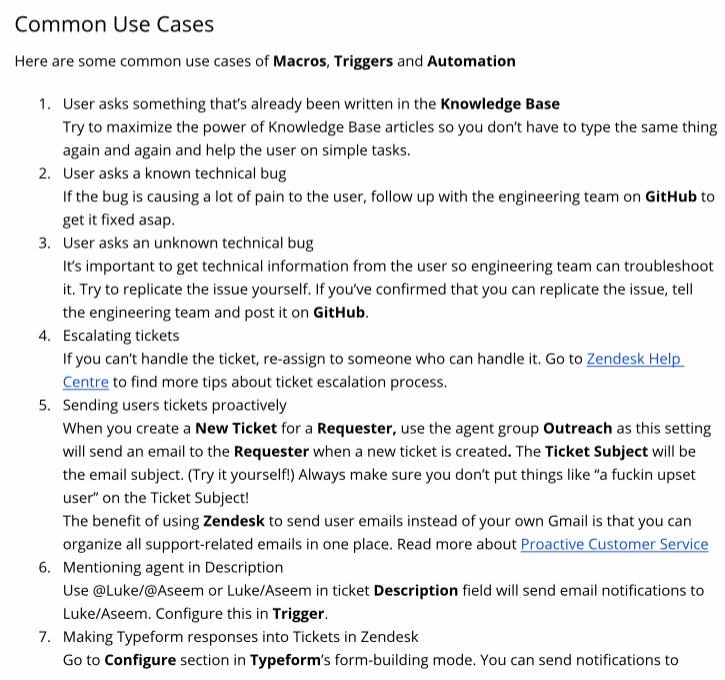 Common Use Cases
Here are some common use cases of Macros, Triggers and Automation
1. User asks something that’s already been written in the Knowledge Base
Try to maximize the power of Knowledge Base articles so you don’t have to type the same thing
again and again and help the user on simple tasks.
2. User asks a known technical bug
If the bug is causing a lot of pain to the user, follow up with the engineering team on GitHub to
get it fixed asap.
3. User asks an unknown technical bug
It’s important to get technical information from the user so engineering team can troubleshoot
it. Try to replicate the issue yourself. If you’ve confirmed that you can replicate the issue, tell
the engineering team and post it on GitHub.
4. Escalating tickets
If you can’t handle the ticket, re-assign to someone who can handle it. Go to Zendesk Help
Centre to find more tips about ticket escalation process.
5. Sending users tickets proactively
When you create a New Ticket for a Requester, use the agent group Outreach as this setting
will send an email to the Requester when a new ticket is created. The Ticket Subject will be
the email subject. (Try it yourself!) Always make sure you don’t put things like “a fuckin upset
user” on the Ticket Subject!
The benefit of using Zendesk to send user emails instead of your own Gmail is that you can
organize all support-related emails in one place. Read more about Proactive Customer Service
6. Mentioning agent in Description
Use @Luke/@Aseem or Luke/Aseem in ticket Description field will send email notifications to
Luke/Aseem. Configure this in Trigger.
7. Making Typeform responses into Tickets in Zendesk
Go to Configure section in Typeform’s form-building mode. You can send notifications to